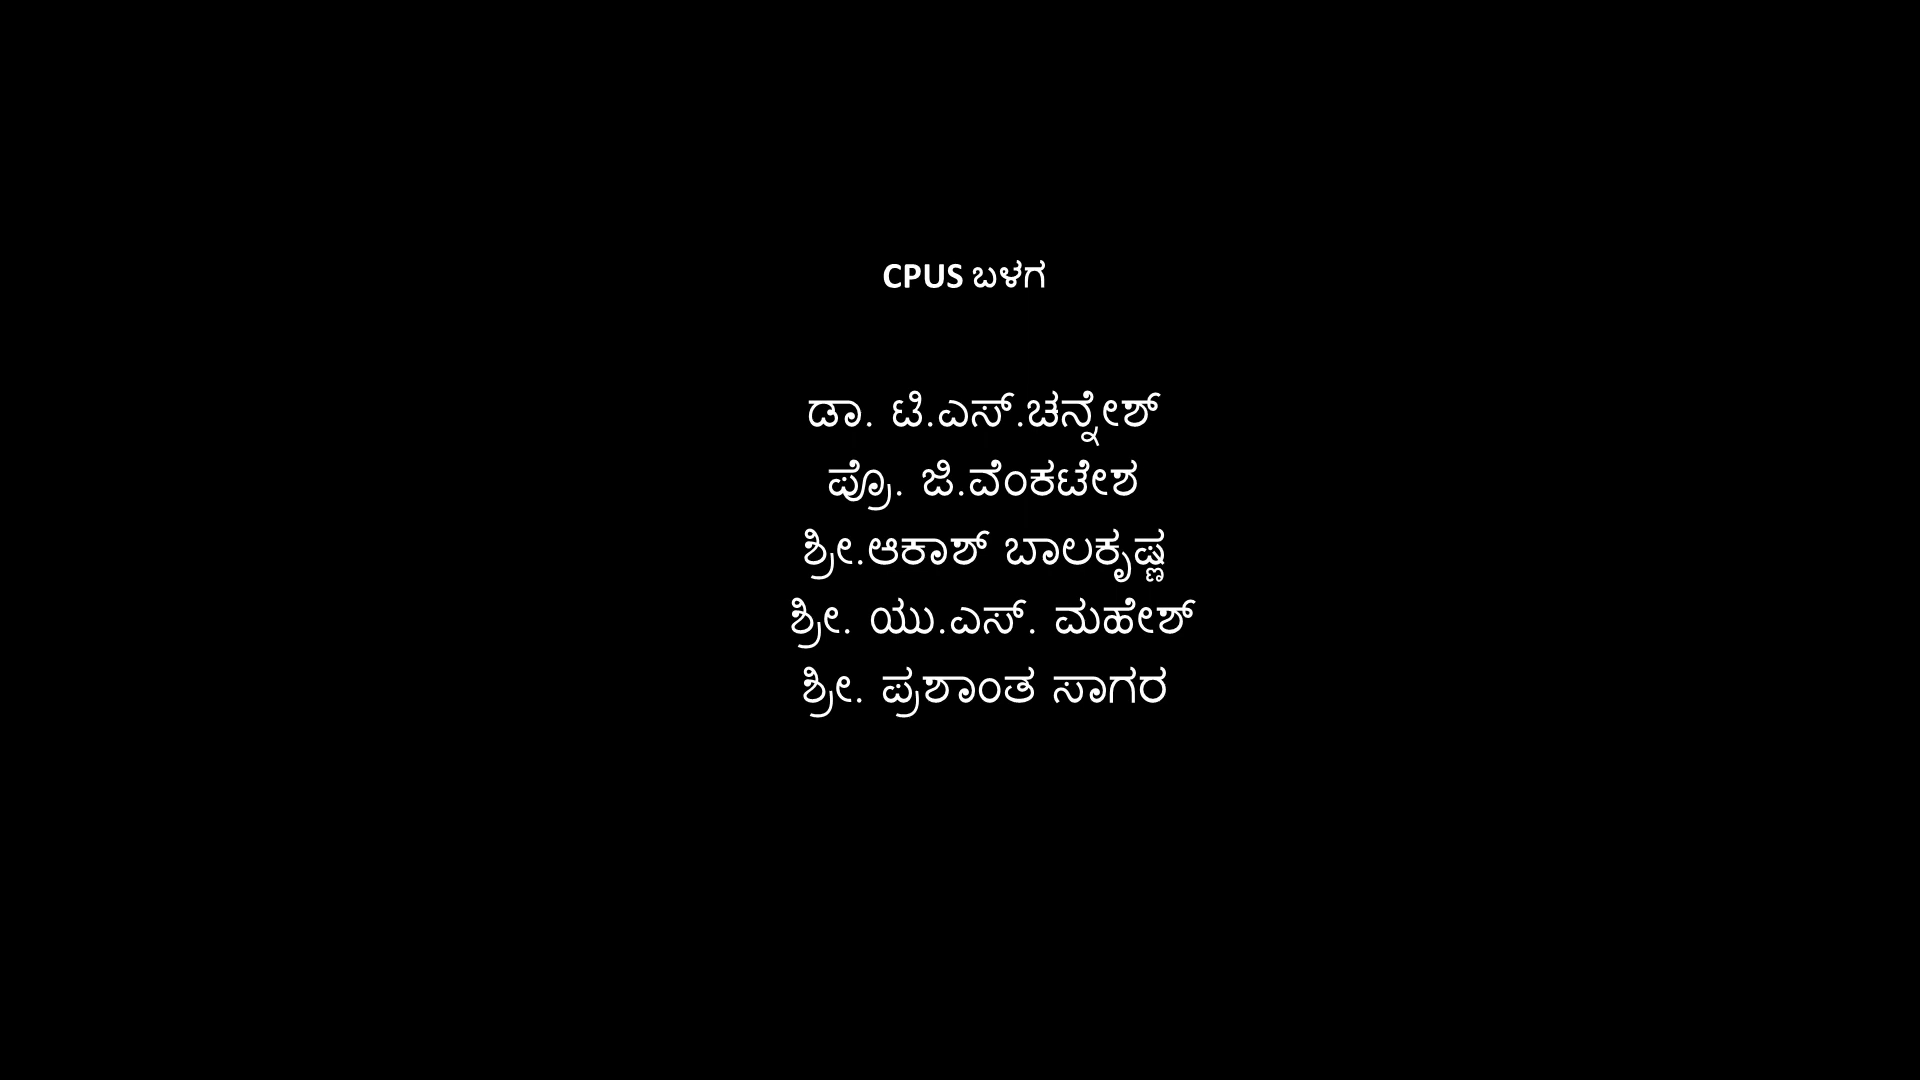 CPUS ಬಳಗ
ಡಾ. ಟಿ.ಎಸ್.ಚನ್ನೇಶ್
ಪ್ರೊ. ಜಿ.ವೆಂಕಟೇಶ
ಶ್ರೀ.ಆಕಾಶ್ ಬಾಲಕೃಷ್ಣ
ಶ್ರೀ. ಯು.ಎಸ್. ಮಹೇಶ್
ಶ್ರೀ. ಪ್ರಶಾಂತ ಸಾಗರ